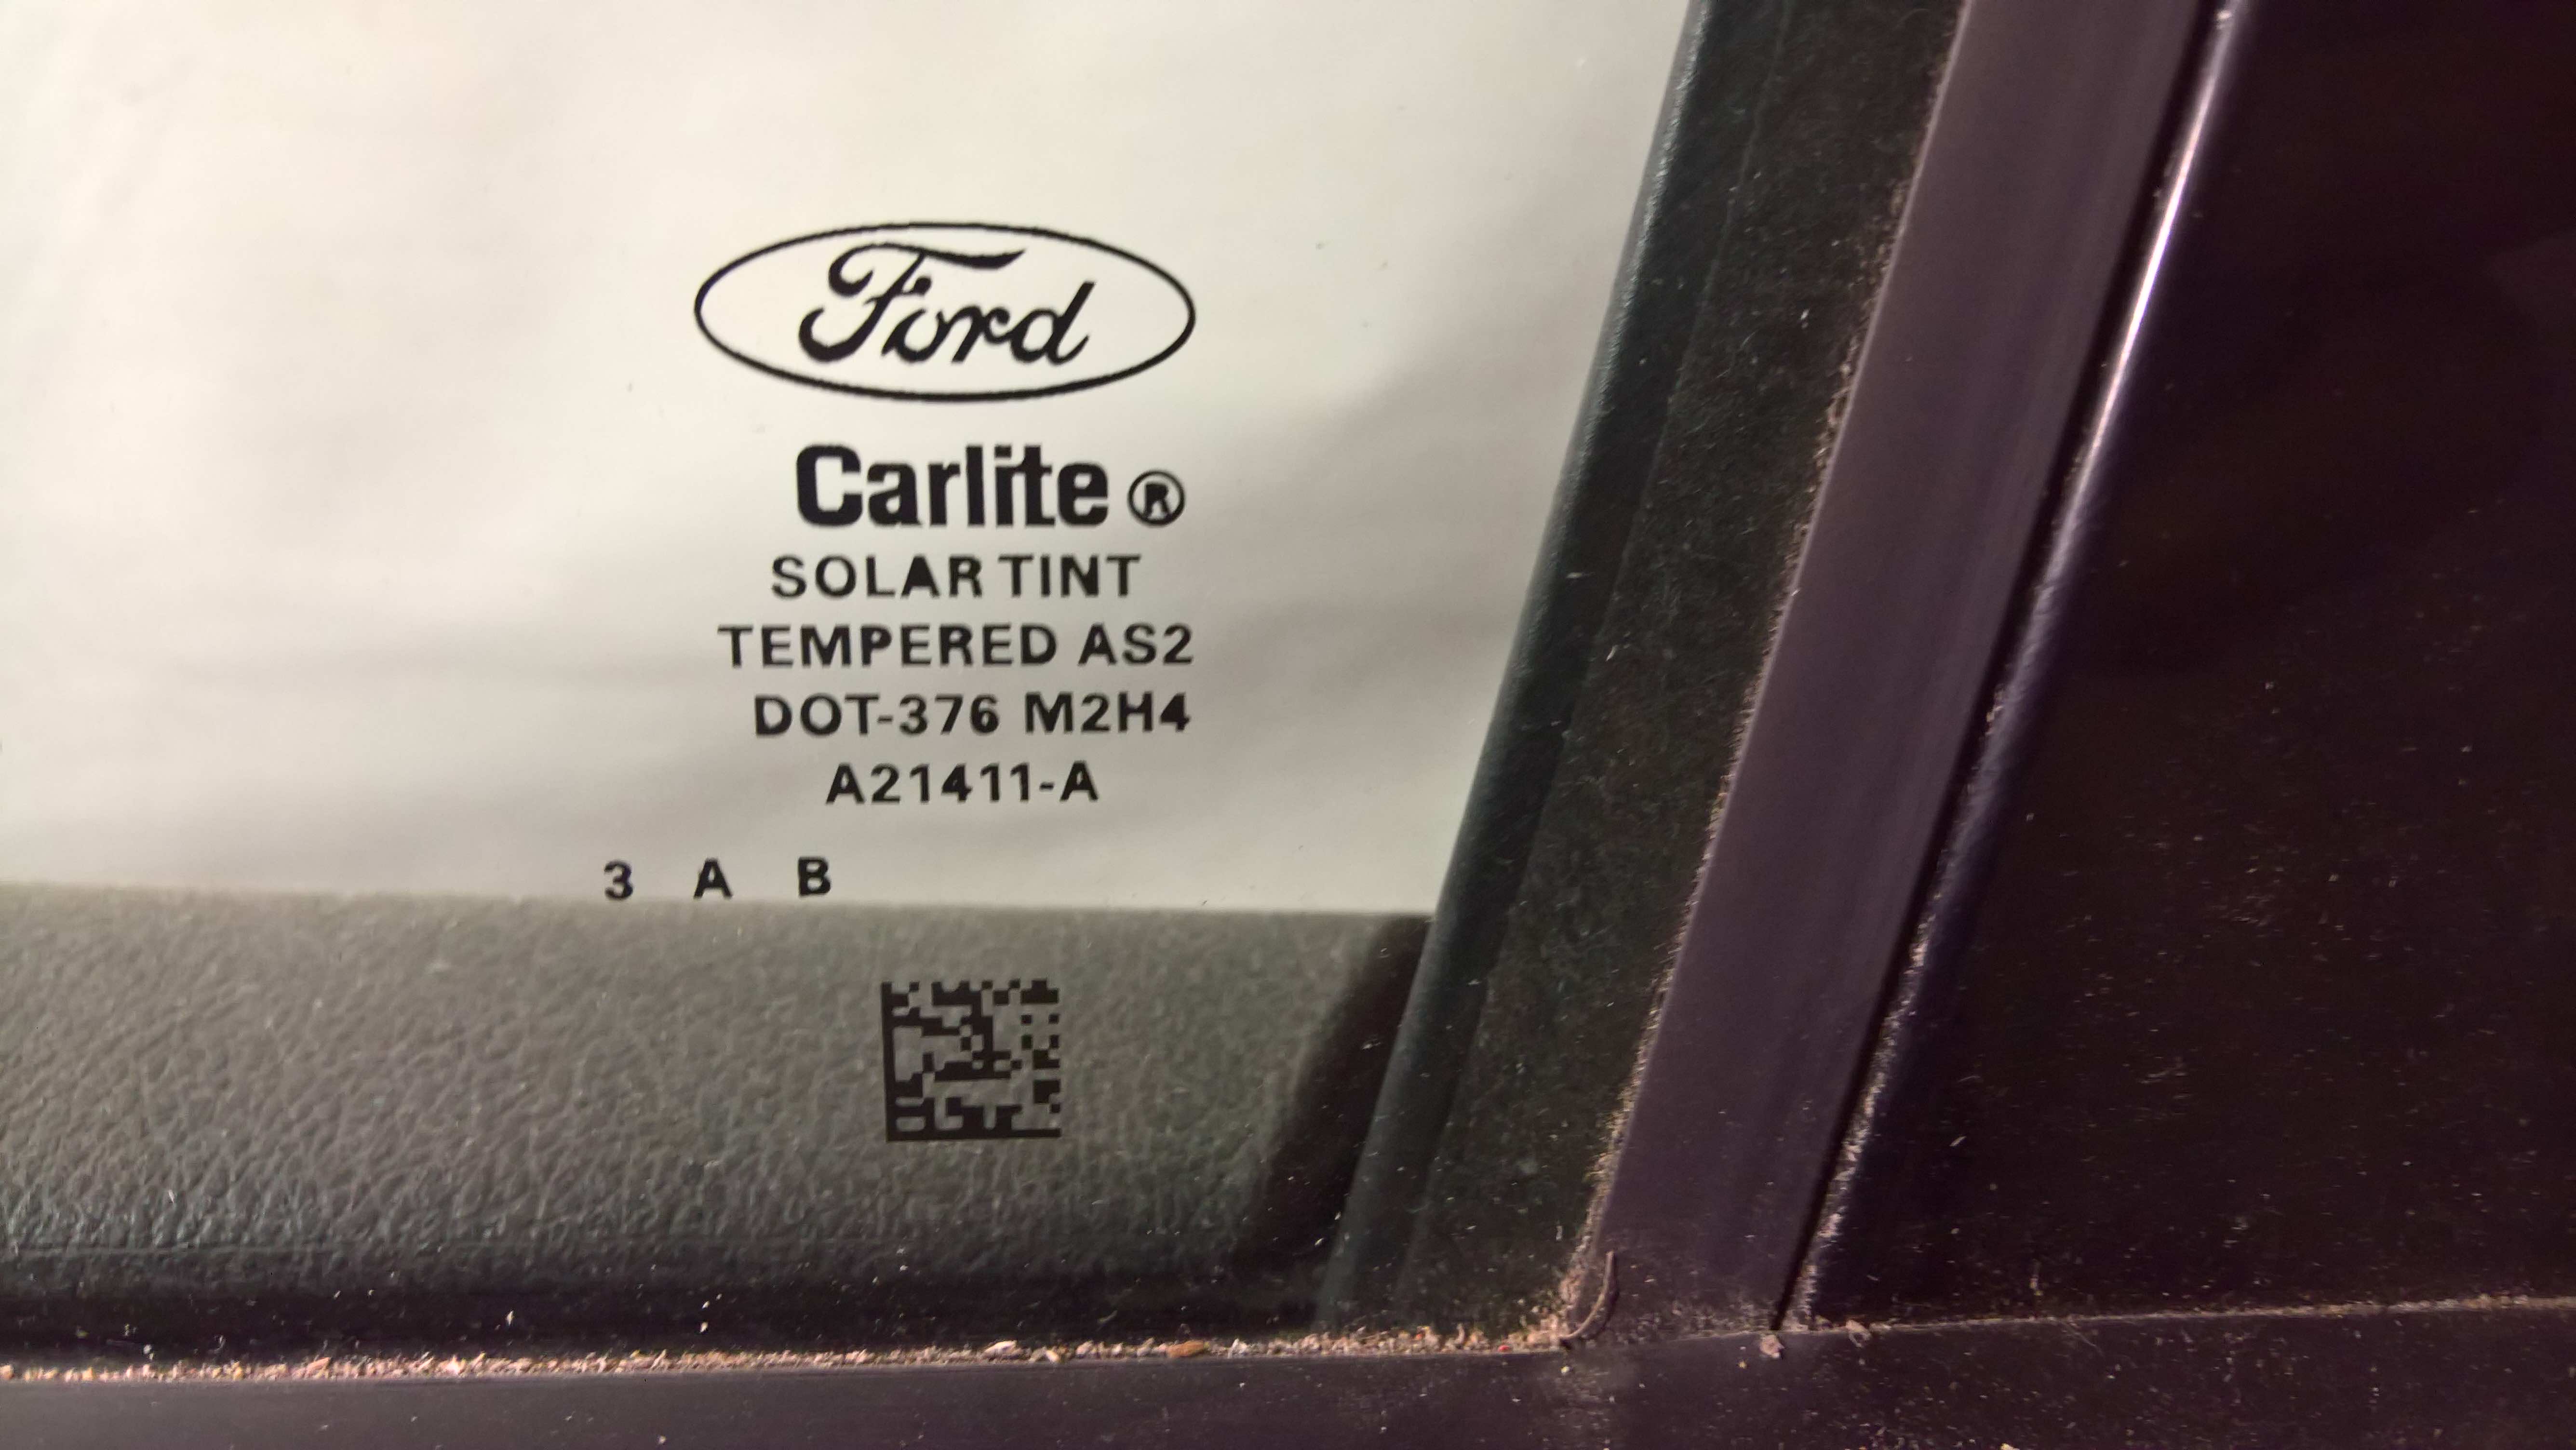 Ford
Carlite ®
SOLAR TINT
TEMPERED AS2
DOT-376 M2H4
A21411-A
3 A B